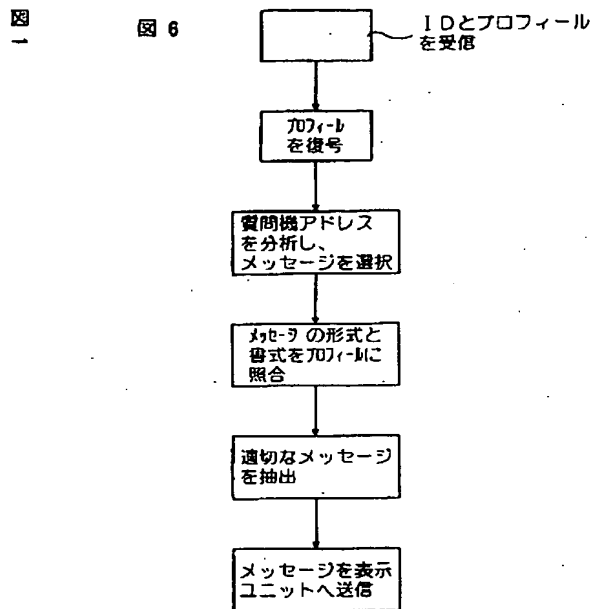 図
一
図 6
IDとプロフィール
を受信
プロフィール
を復号
質問機アドレス
を分析し、
メッセージを選択
メッセージ の形式と
書式をプロフィールに
照合
適切なメッセージ
を抽出
メッセージを表示
ユニットへ送信